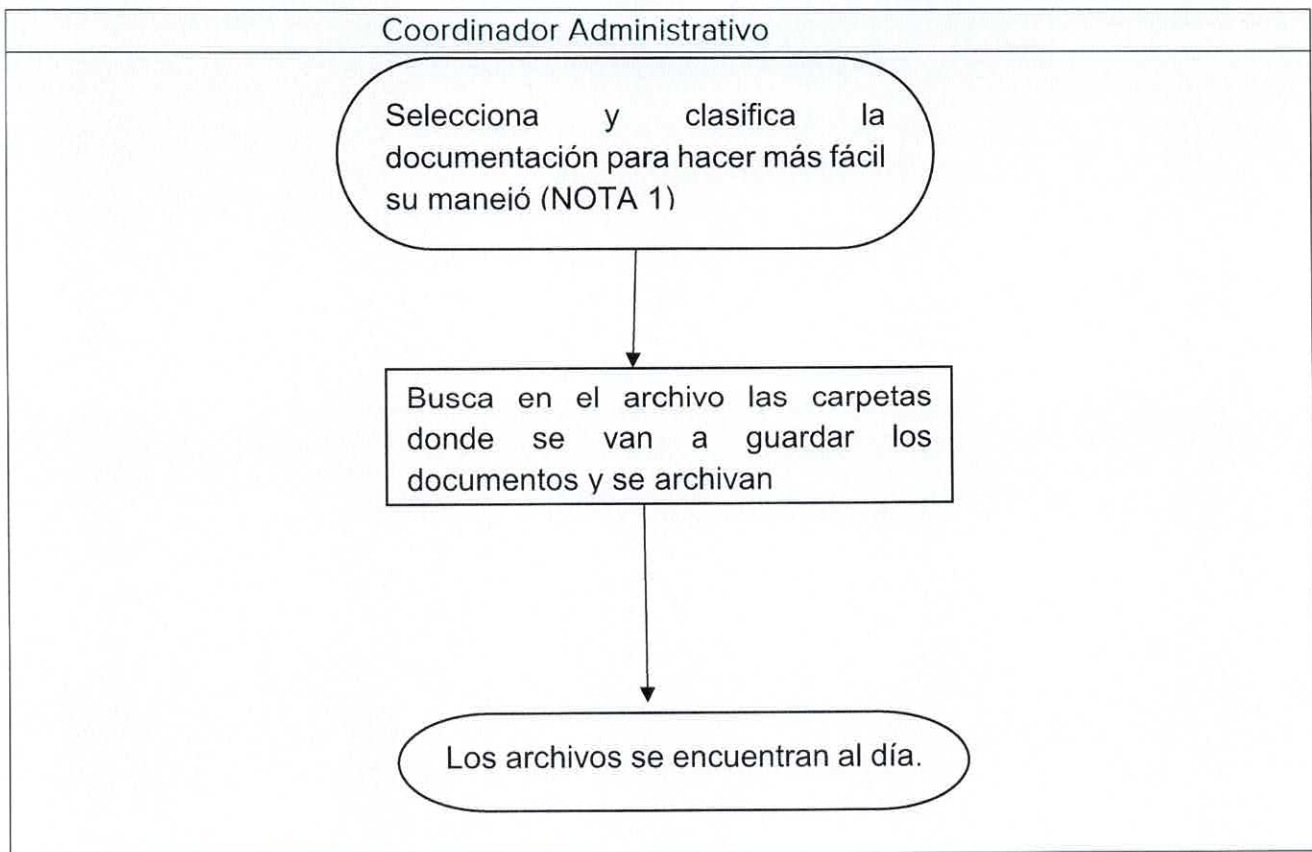 Coordinador Administrativo
Selecciona y clasifica la
documentación para hacer más fácil
su manejó (NOTA 1)
Busca en el archivo las carpetas
donde se van a guardar los
documentos y se archivan
Los archivos se encuentran al día.